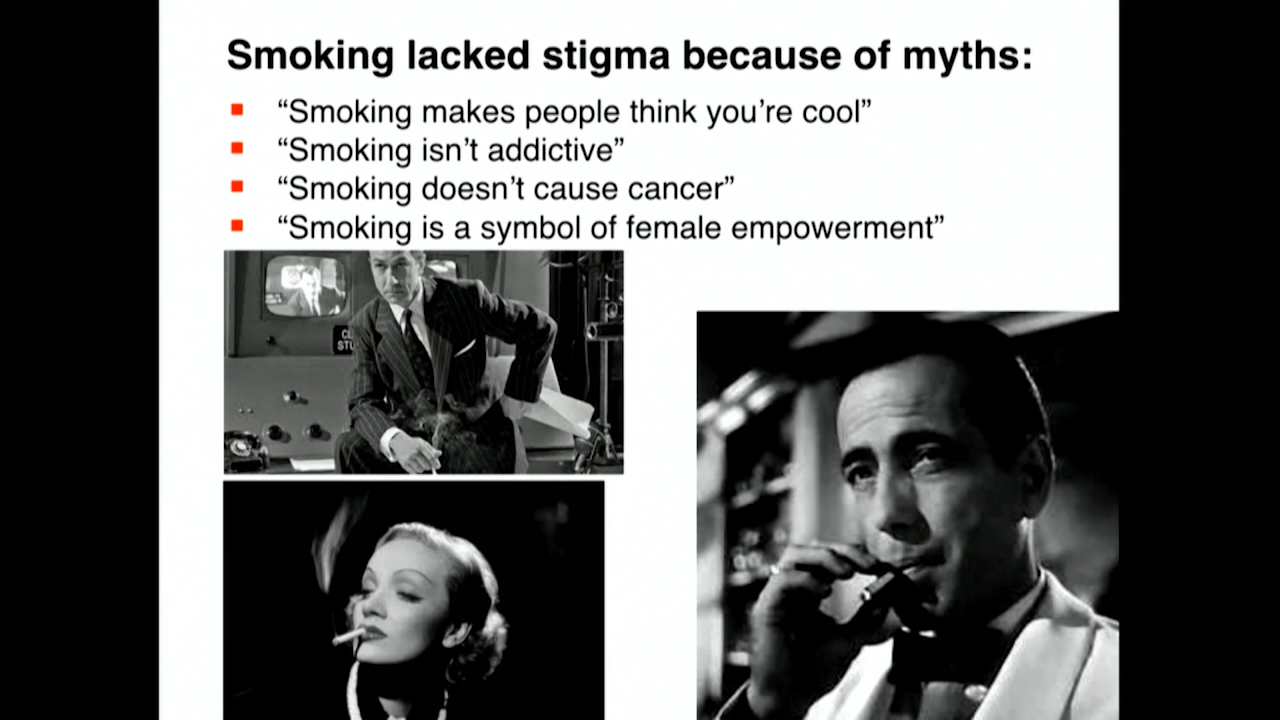 Smoking lacked stigma because of myths:
“Smoking makes people think you’re cool”
“Smoking isn’t addictive”
“Smoking doesn’t cause cancer”
“Smoking is a symbol of female empowerment”